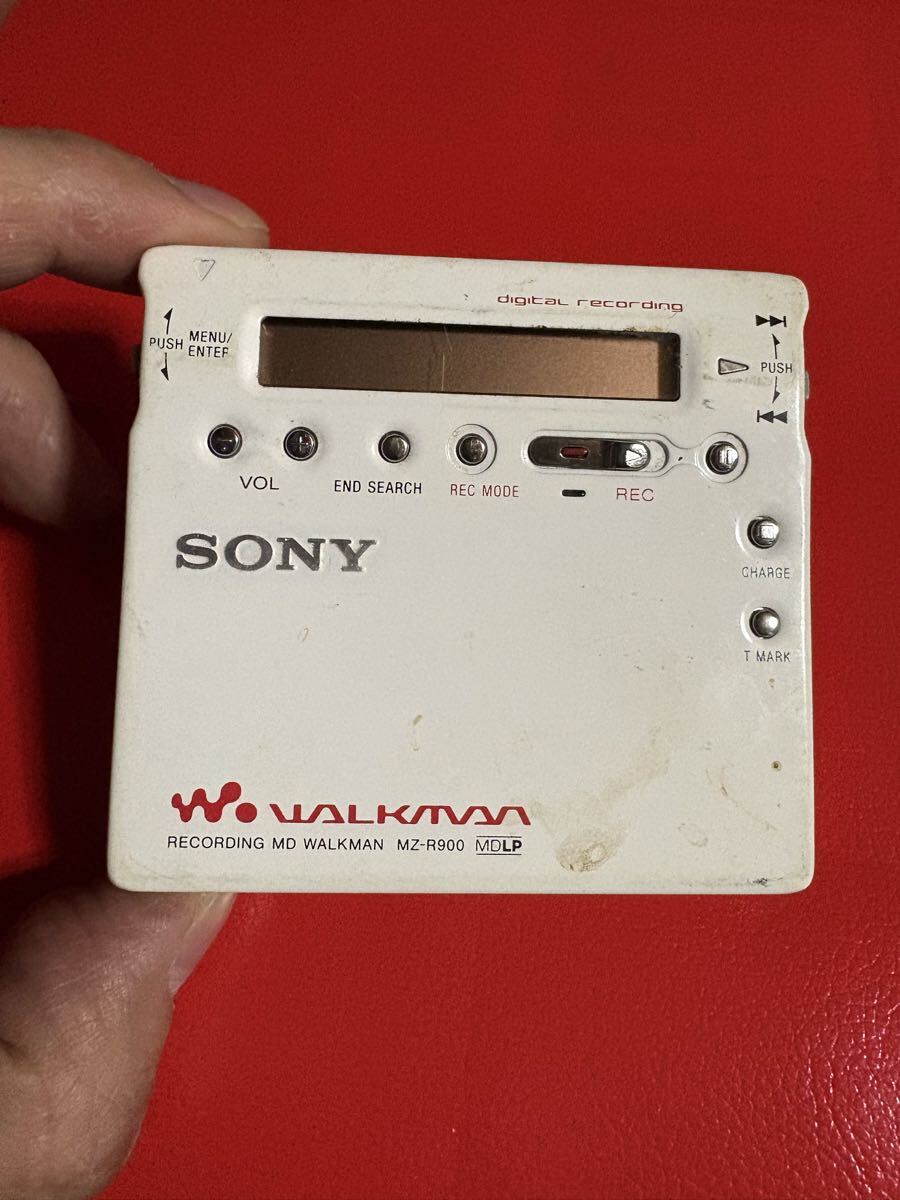 digital recording
PUSH MENU/
ENTER
PUSH
VOL
END SEARCH
REC MODE
REC
SONY
CHARGE
T MARK
W. WALKMAN
RECORDING MD WALKMAN MZ-R900 MDLP